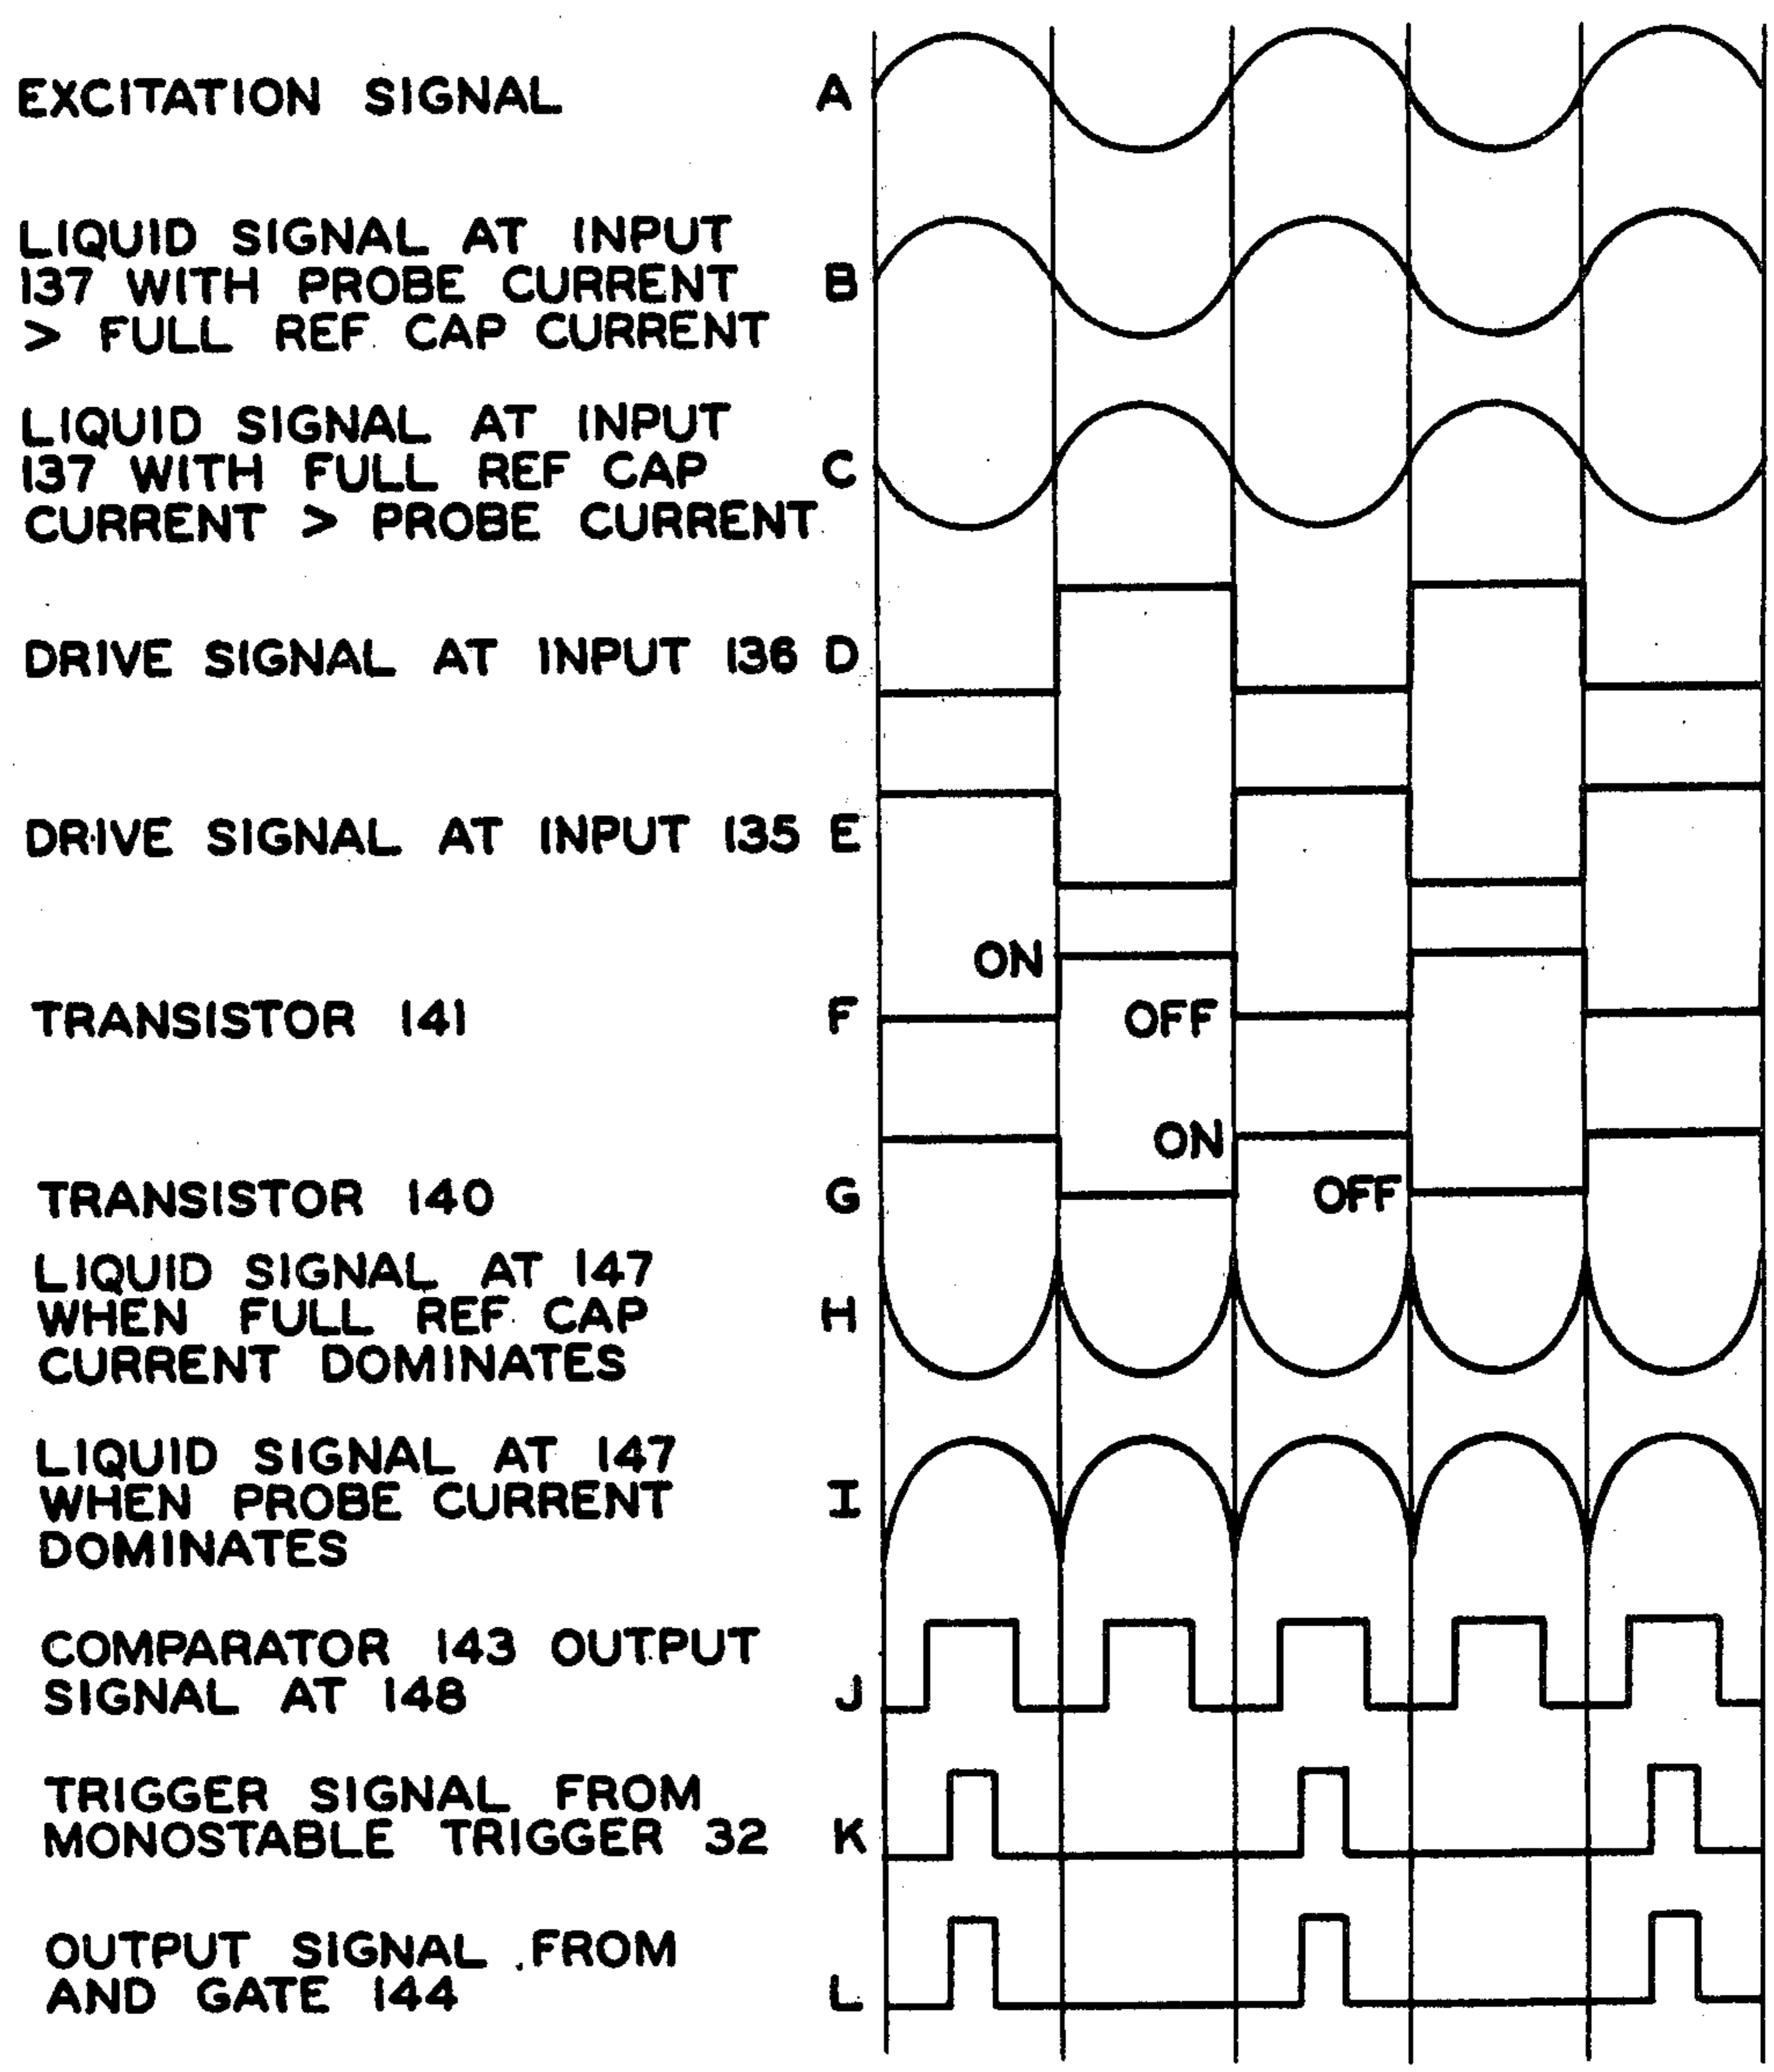 EXCITATION SIGNAL A
LIQUID SIGNAL AT INPUT
137 WITH PROBE CURRENT B
> FULL REF. CAP CURRENT
LIQUID SIGNAL AT INPUT
137 WITH FULL REF CAP C
CURRENT > PROBE CURRENT
DRIVE SIGNAL AT INPUT 136 D
DRIVE SIGNAL AT INPUT 135 E
ON
TRANSISTOR 141 F OFF
ON
TRANSISTOR 140 G OFF
LIQUID SIGNAL AT 147
WHEN FULL REF. CAP H
CURRENT DOMINATES
LIQUID SIGNAL AT 147
WHEN PROBE CURRENT I
DOMINATES
COMPARATOR 143 OUTPUT
SIGNAL AT 148 J
TRIGGER SIGNAL FROM
MONOSTABLE TRIGGER 32 K
OUTPUT SIGNAL FROM
AND GATE 144 L